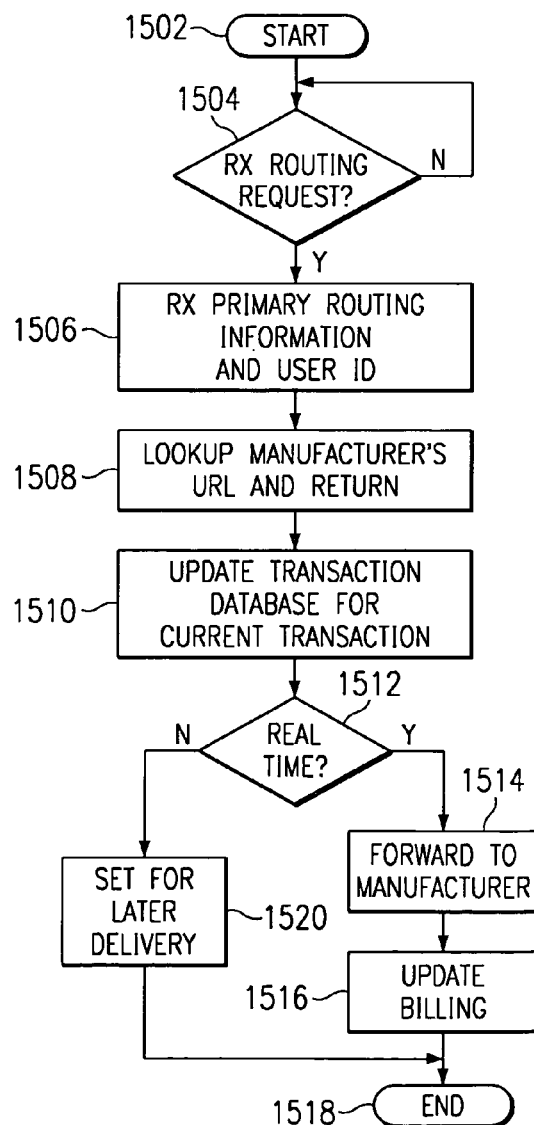 1502
START
1504
RX ROUTING
REQUEST?
N
Y
1506
RX PRIMARY ROUTING
INFORMATION
AND USER ID
1508
LOOKUP MANUFACTURER'S
URL AND RETURN
1510
UPDATE TRANSACTION
DATABASE FOR
CURRENT TRANSACTION
1512
N
REAL
TIME?
Y
1514
FORWARD TO
MANUFACTURER
SET FOR
LATER
DELIVERY
1520
1516
UPDATE
BILLING
1518
END